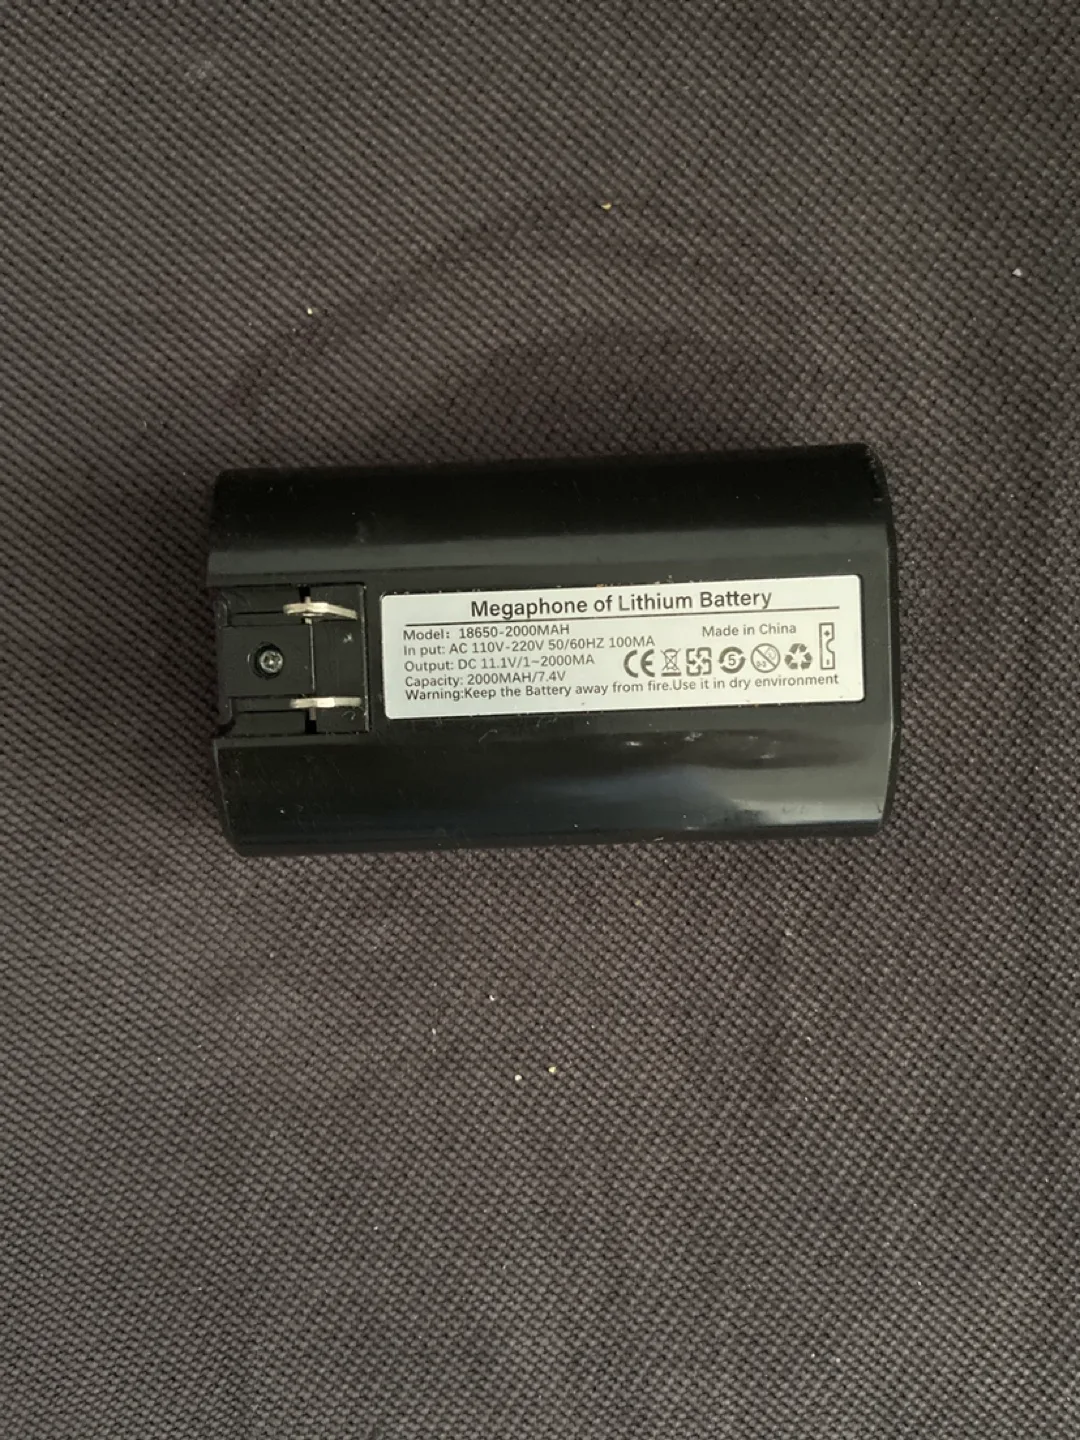 Megaphone of Lithium Battery
Model: 18650-2000MAH
Made in China
In put: AC 110V-220V 50/60HZ 100MA
Output: DC 11.1V/1~2000MA
CE
5
Capacity: 2000MAH/7.4V
Warning:Keep the Battery away from fire.Use it in dry environment